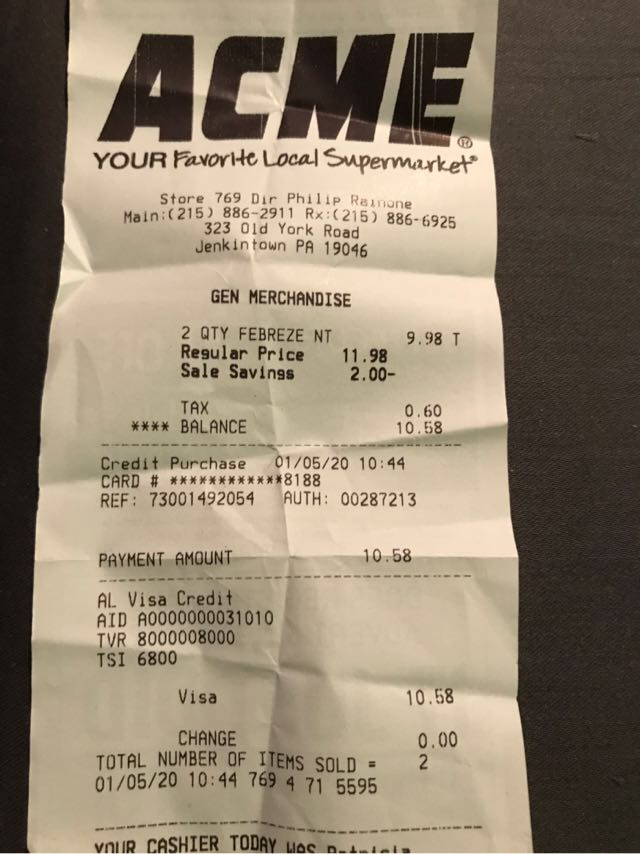 ACME®
YOUR Favorite Local Supermarket®
Store 769 Dir Philip Rainone
Main:(215) 886-2911 Rx:(215) 886-6925
323 Old York Road
Jenkintown PA 19046
GEN MERCHANDISE
2 QTY FEBREZE NT 9.98 T
Regular Price 11.98
Sale Savings 2.00-
TAX 0.60
**** BALANCE 10.58
Credit Purchase 01/05/20 10:44
CARD # ************8188
REF: 73001492054 AUTH: 00287213
PAYMENT AMOUNT 10.58
AL Visa Credit
AID A0000000031010
TVR 8000008000
TSI 6800
Visa 10.58
CHANGE 0.00
TOTAL NUMBER OF ITEMS SOLD = 2
01/05/20 10:44 769 4 71 5595
YOUR CASHIER TODAY WAS